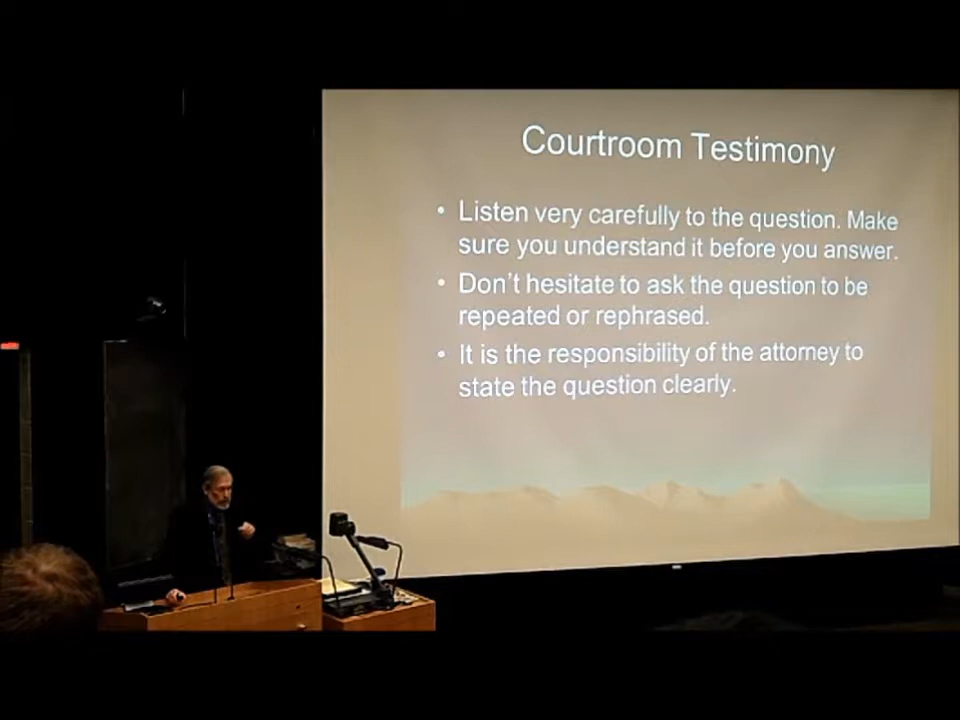 Courtroom Testimony
• Listen very carefully to the question. Make
sure you understand it before you answer.
• Don't hesitate to ask the question to be
repeated or rephrased.
• It is the responsibility of the attorney to
state the question clearly.